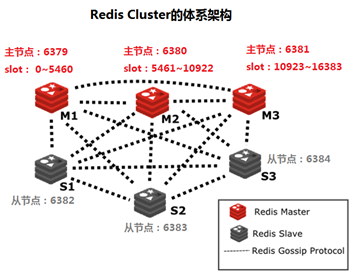 Redis Cluster的体系架构
主节点：6379
slot： 0~5460
主节点：6380
slot：5461~10922
主节点：6381
slot：10923~16383
M1
M2
M3
S1
从节点：6382
S2
从节点：6383
S3
从节点：6384
Redis Master
Redis Slave
Redis Gossip Protocol